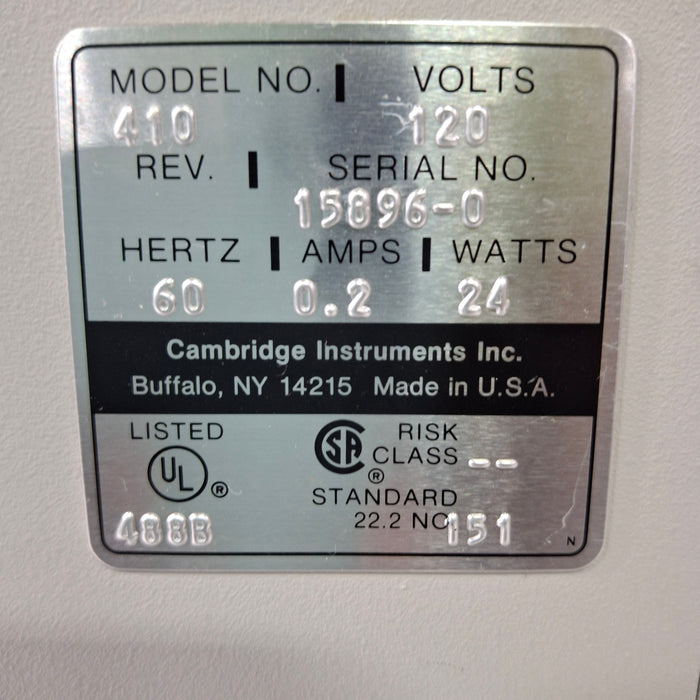 MODEL NO. | VOLTS
410 120
REV. | SERIAL NO.
15896-0
HERTZ | AMPS | WATTS
60 0.2 24
Cambridge Instruments Inc.
Buffalo, NY 14215 Made in U.S.A.
LISTED
UL ®
488B
SA ®
RISK
CLASS --
STANDARD
22.2 NO. 151
N